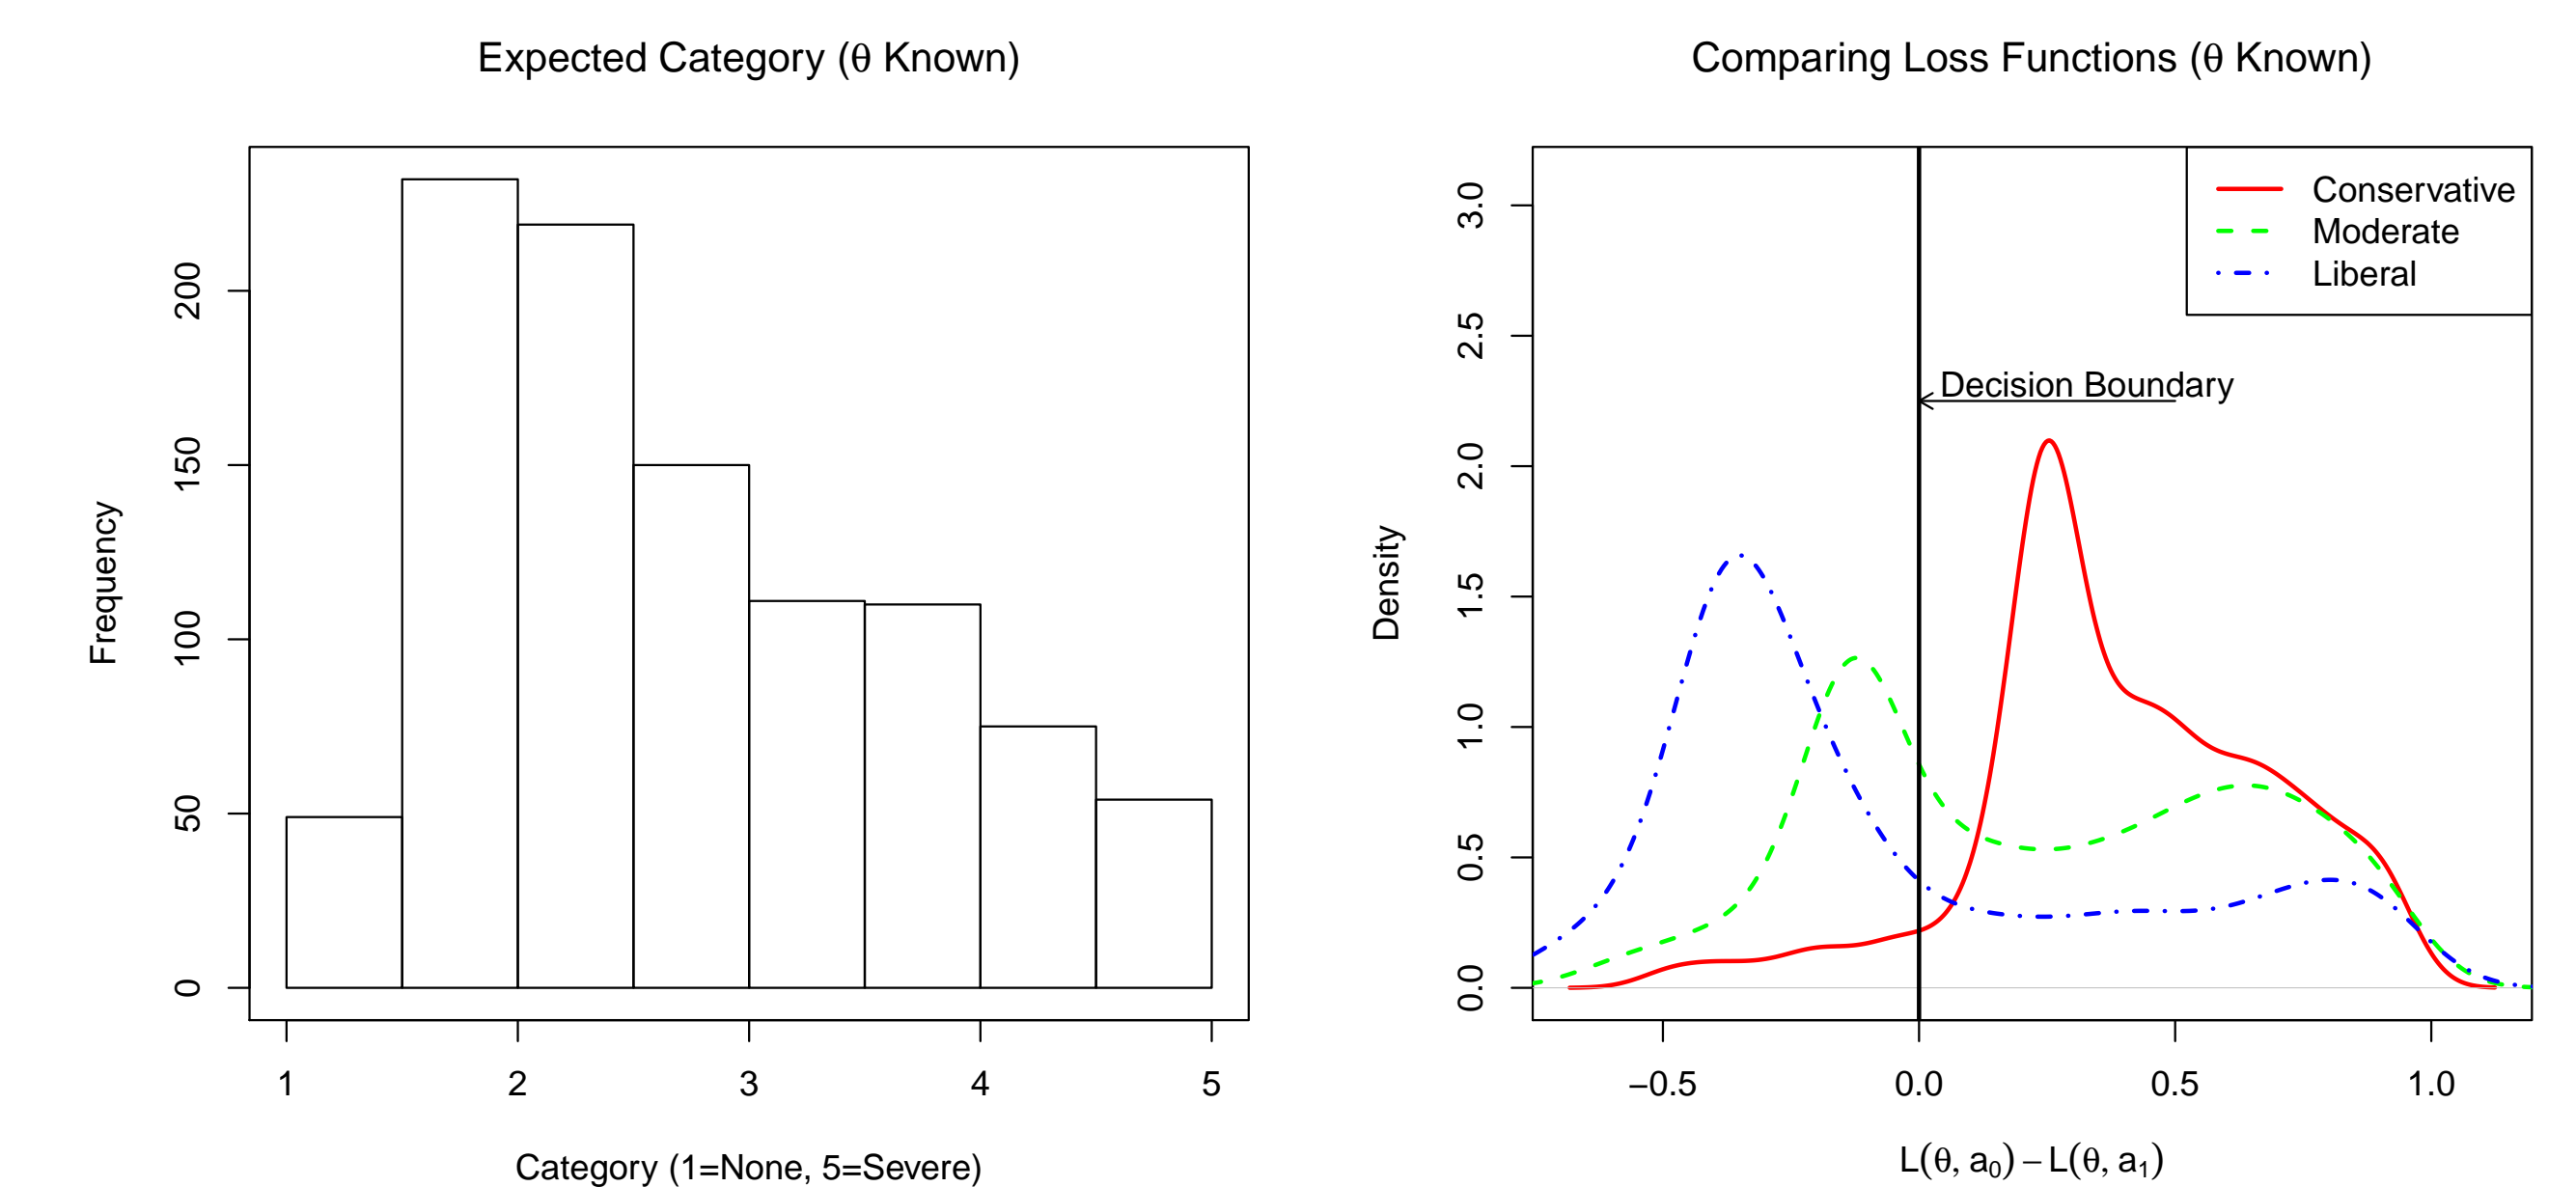 Expected Category (θ Known)
Frequency
0
50
100
150
200
1
2
3
4
5
Category (1=None, 5=Severe)
Comparing Loss Functions (θ Known)
Density
0.0
0.5
1.0
1.5
2.0
2.5
3.0
Conservative
Moderate
Liberal
Decision Boundary
−0.5
0.0
0.5
1.0
L(θ, a₀) − L(θ, a₁)